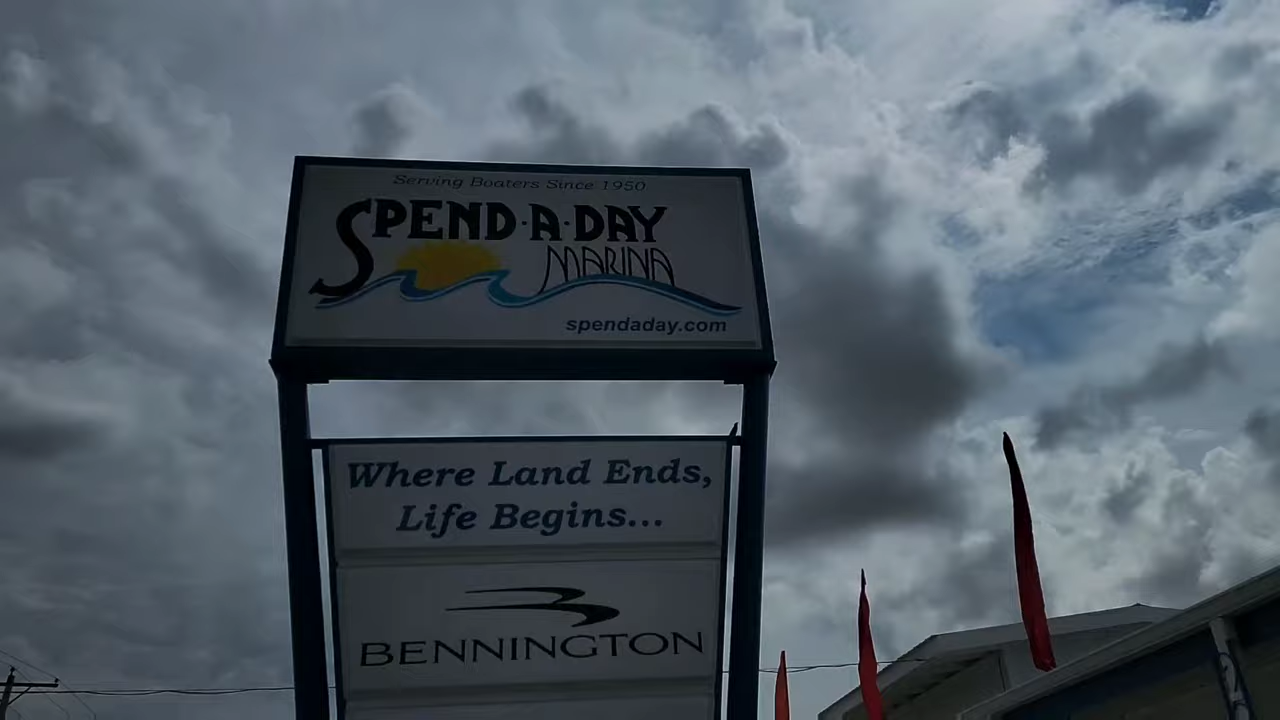 Serving Boaters Since 1950
SPEND·A·DAY
MARINA
spendaday.com
Where Land Ends,
Life Begins...
BENNINGTON